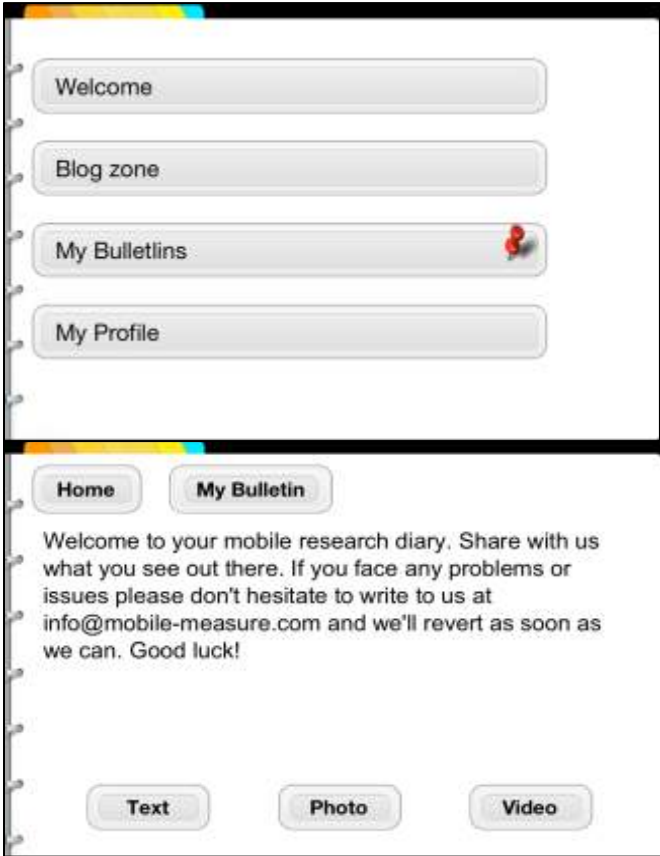 Welcome
Blog zone
My Bulletlins
My Profile
Home My Bulletin
Welcome to your mobile research diary. Share with us
what you see out there. If you face any problems or
issues please don't hesitate to write to us at
info@mobile-measure.com and we'll revert as soon as
we can. Good luck!
Text Photo Video